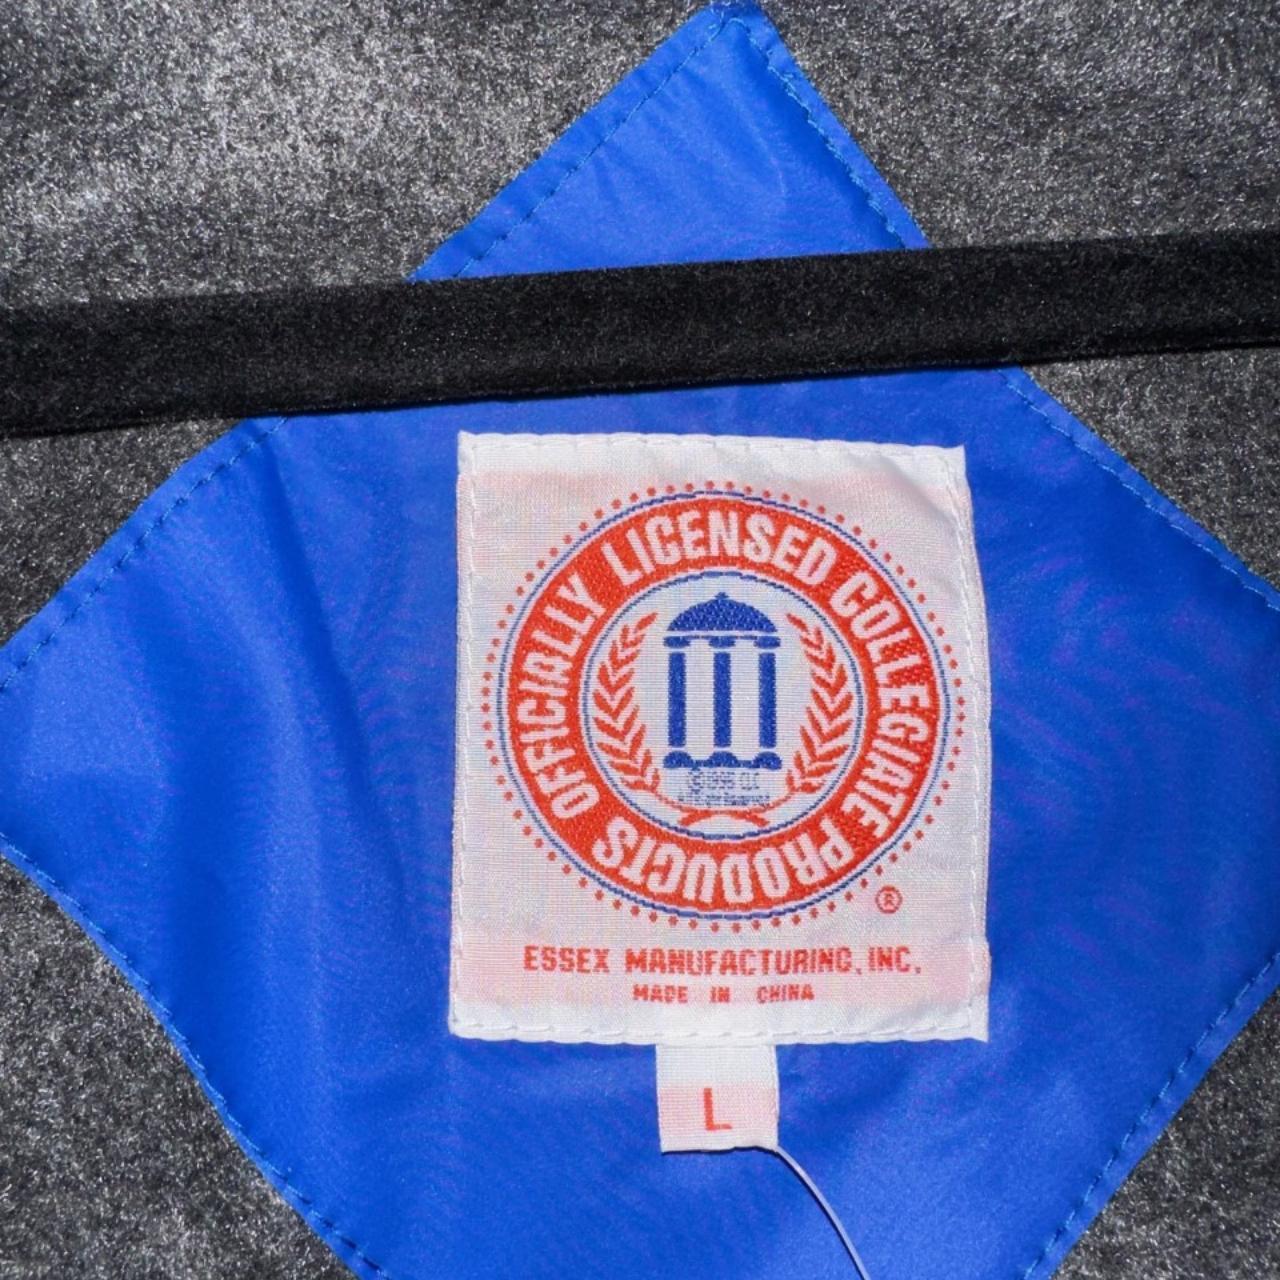 OFFICIALLY LICENSED COLLEGIATE PRODUCTS
®
ESSEX MANUFACTURING, INC.
MADE IN CHINA
L